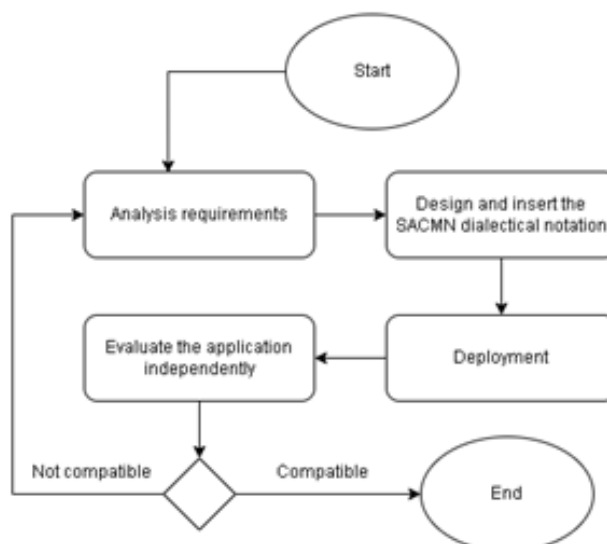 Start
Analysis requirements
Design and insert the
SACMN dialectical notation
Evaluate the application
independently
Deployment
Not compatible
Compatible
End